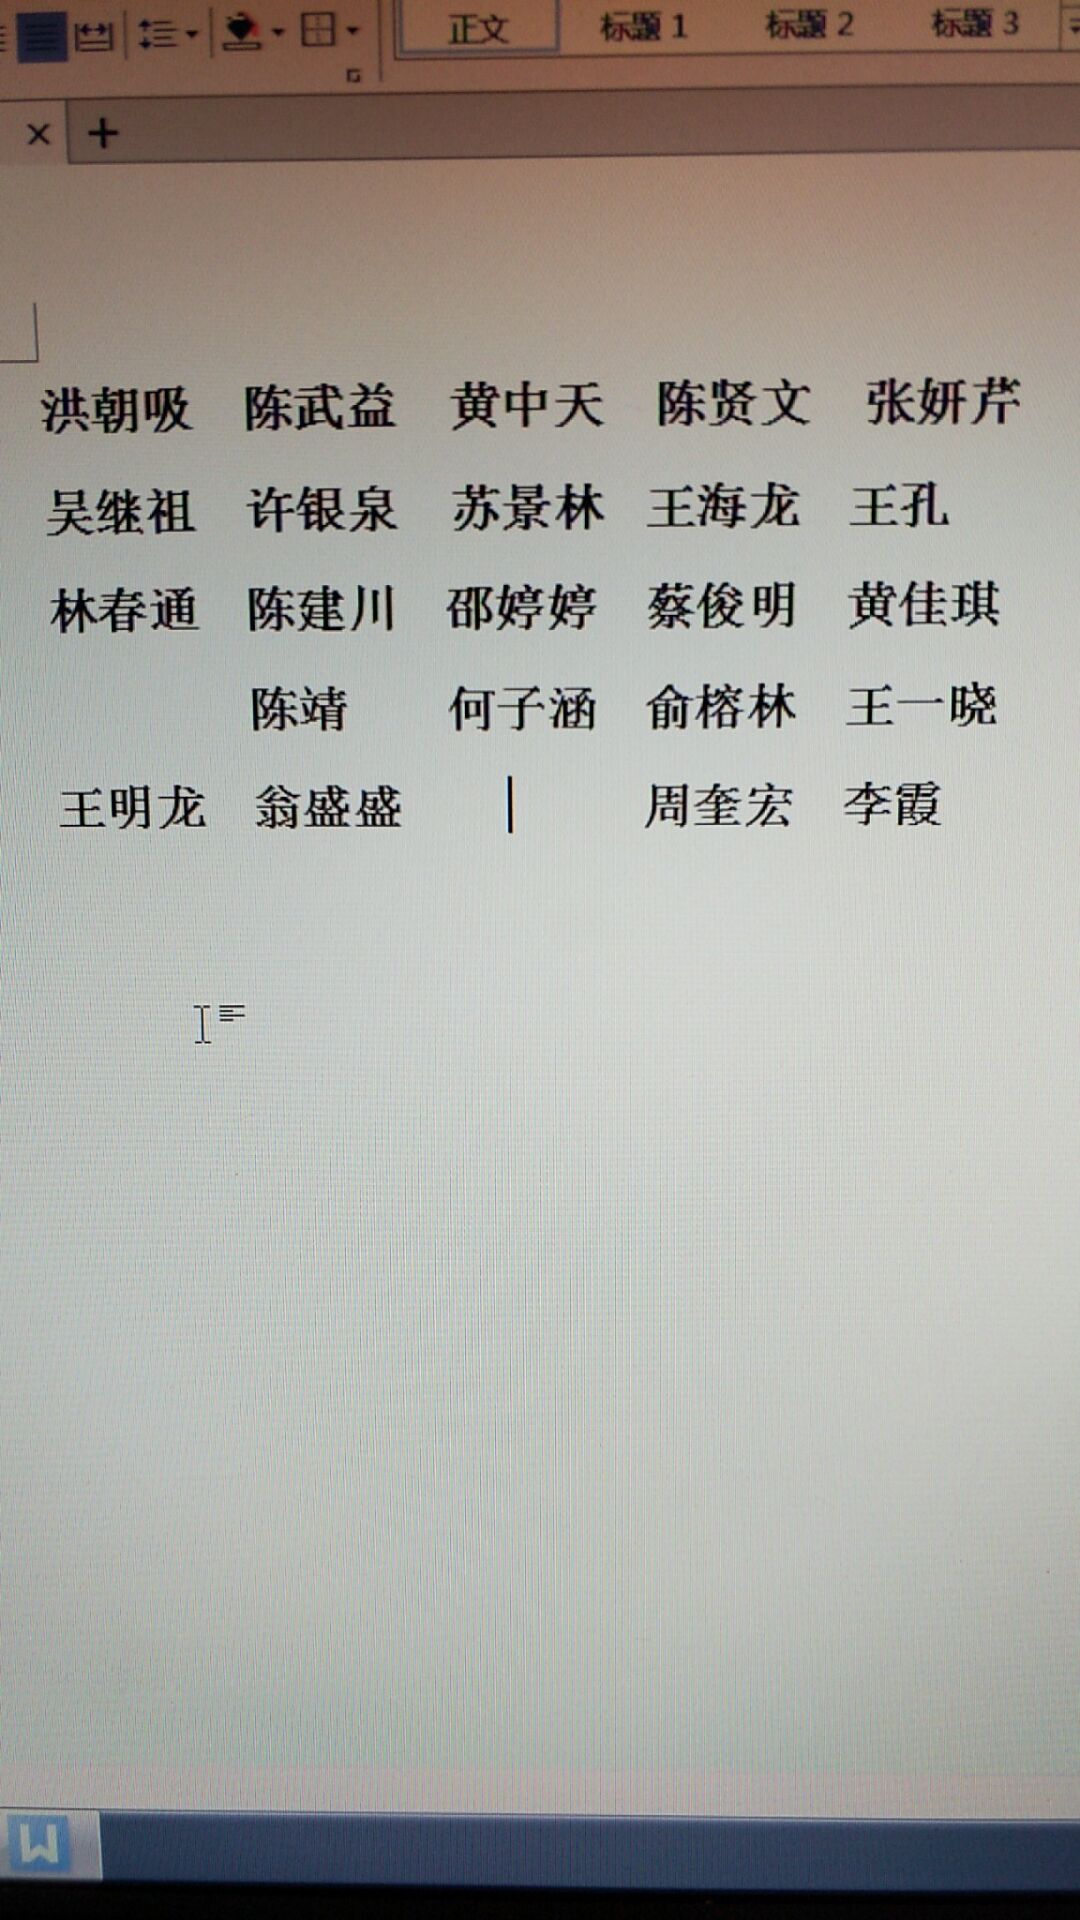 正文 标题 1 标题 2 标题 3
洪朝吸 陈武益 黄中天 陈贤文 张妍芹
吴继祖 许银泉 苏景林 王海龙 王孔
林春通 陈建川 邵婷婷 蔡俊明 黄佳琪
陈靖 何子涵 俞榕林 王一晓
王明龙 翁盛盛 周奎宏 李霞
W